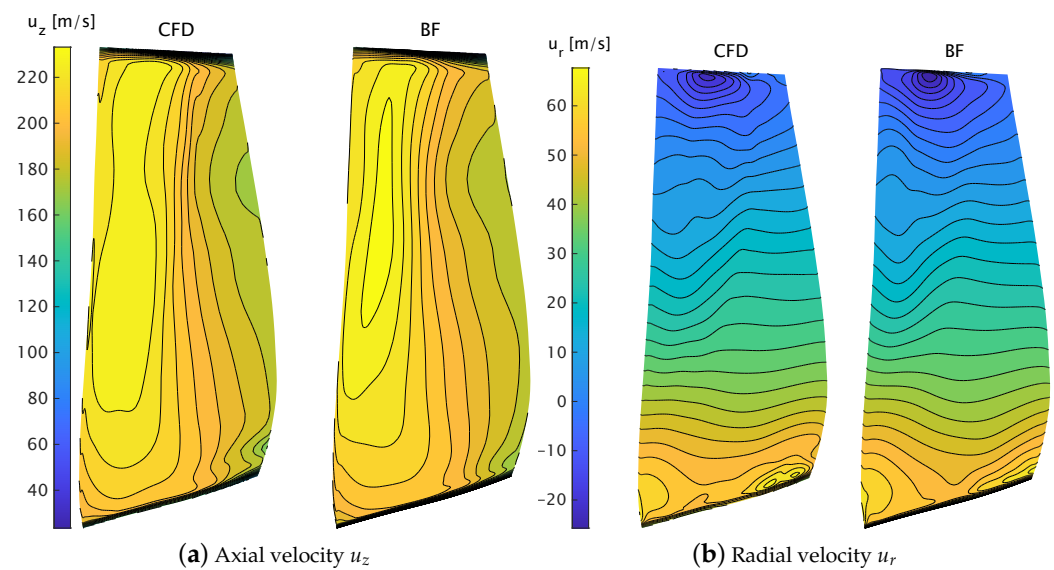 u_z [m/s]
CFD
BF
220
200
180
160
140
120
100
80
60
40
(a) Axial velocity u_z
u_r [m/s]
CFD
BF
60
50
40
30
20
10
0
-10
-20
(b) Radial velocity u_r